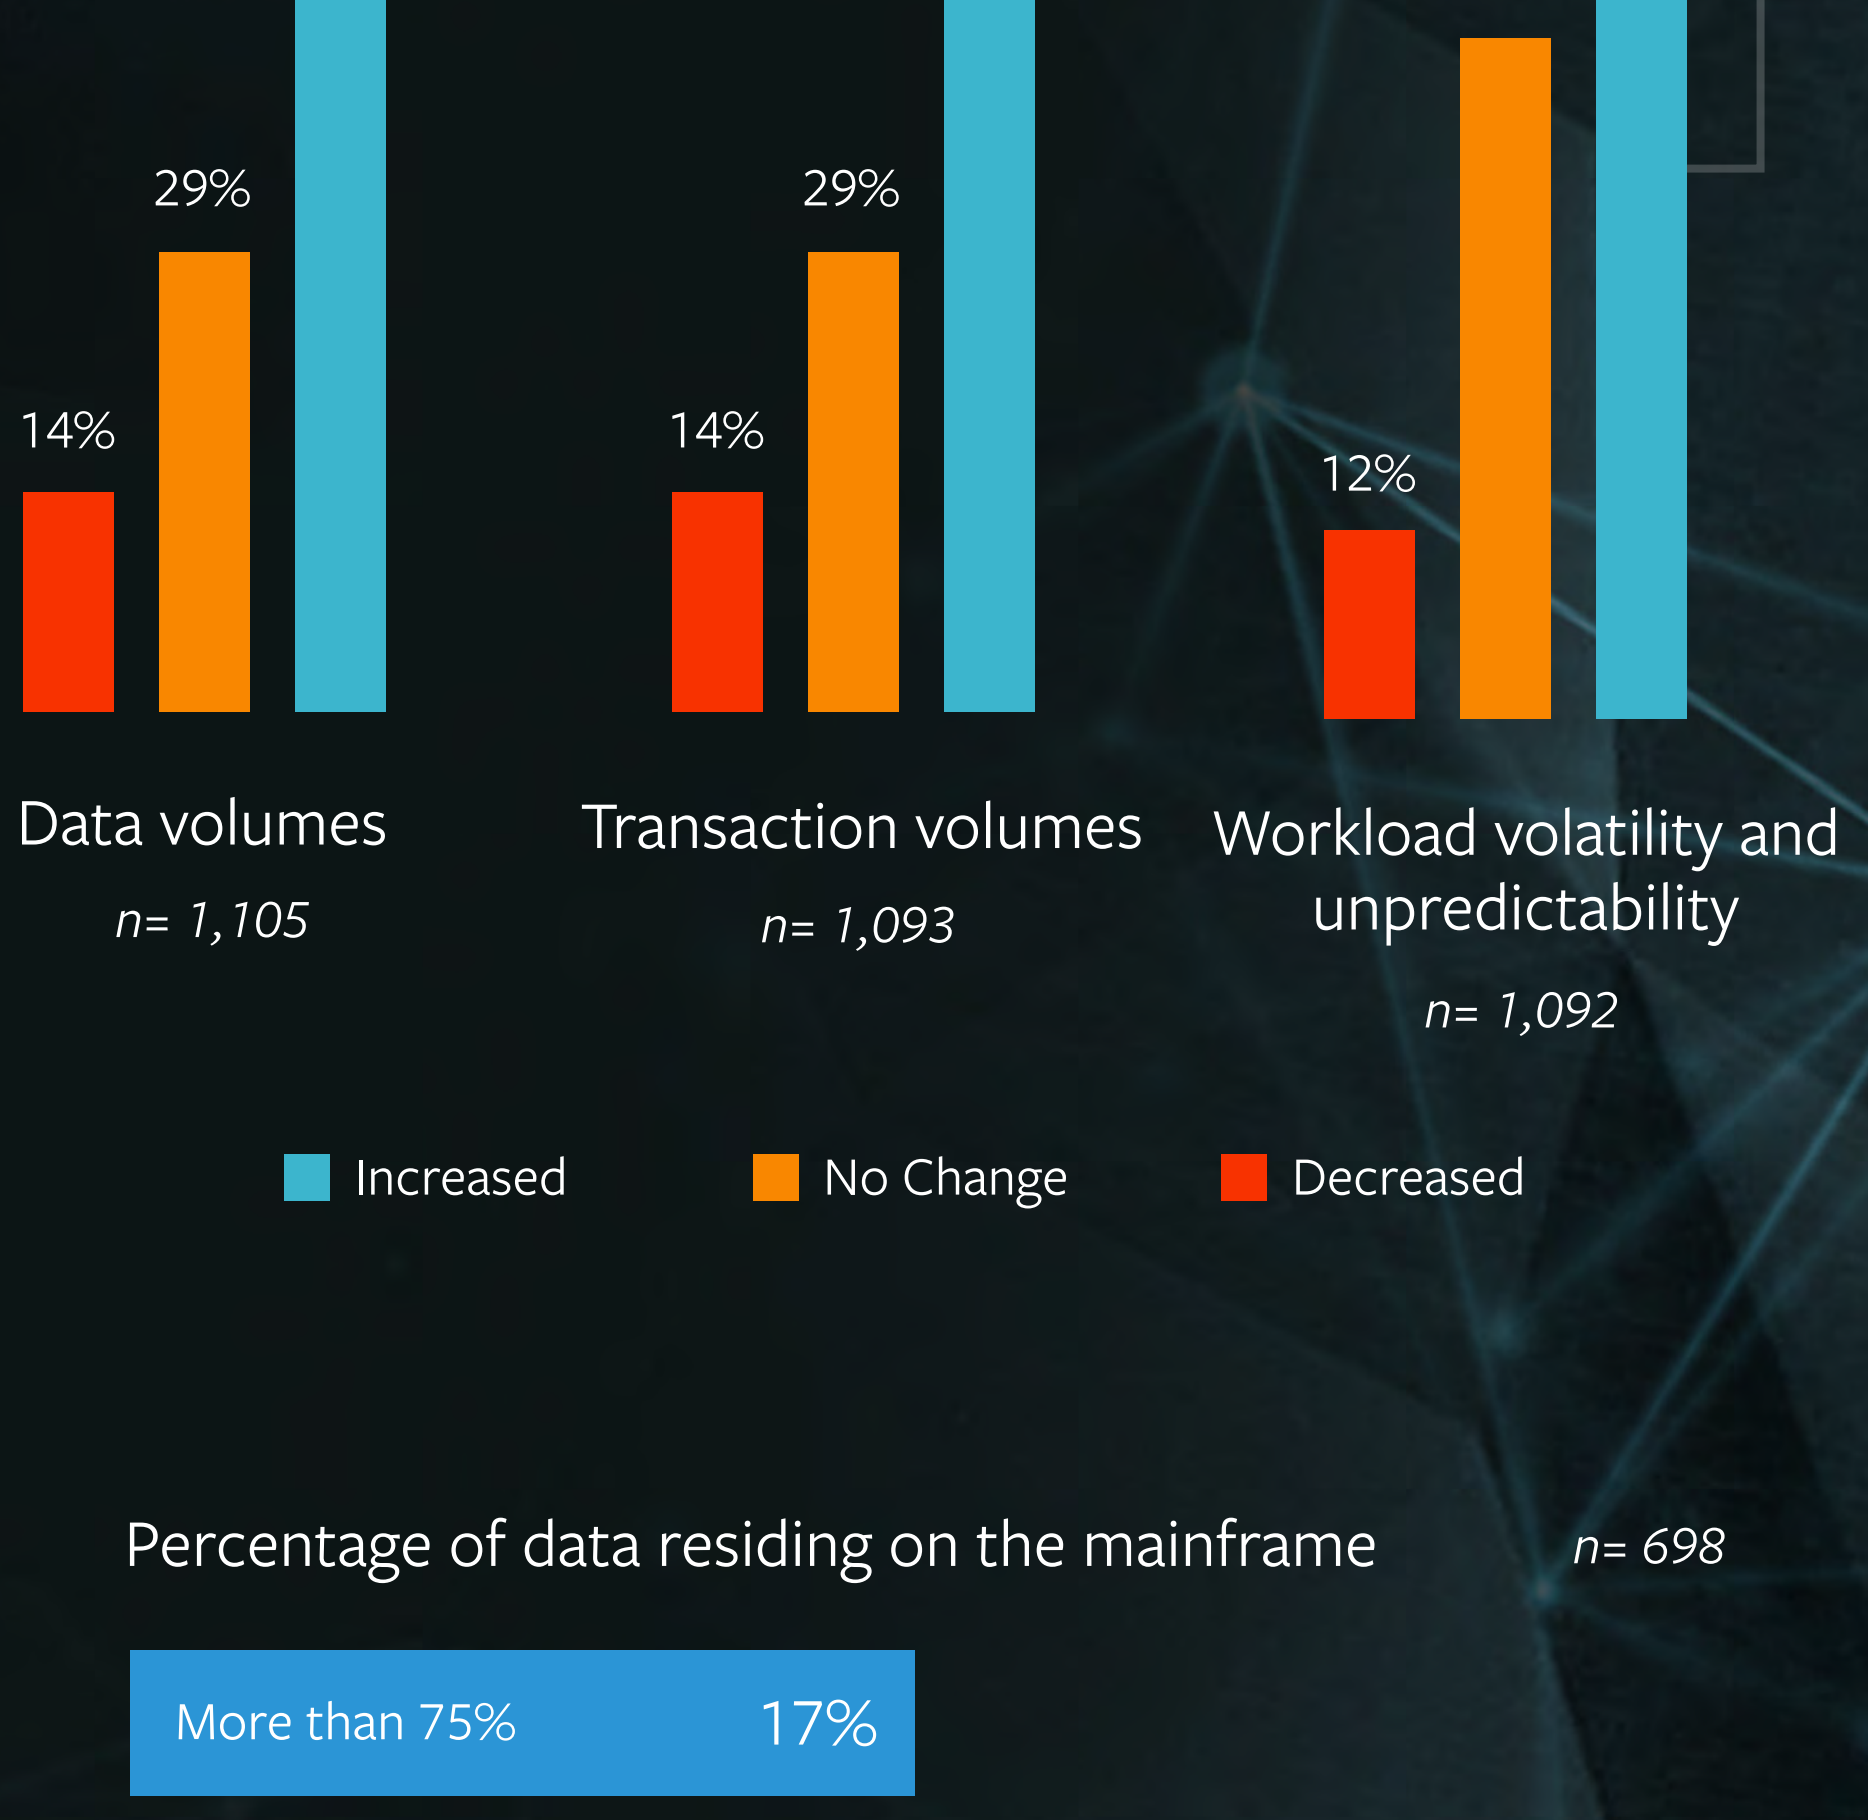 29%
29%
14%
14%
12%
Data volumes
n= 1,105
Transaction volumes
n= 1,093
Workload volatility and
unpredictability
n= 1,092
Increased
No Change
Decreased
Percentage of data residing on the mainframe
n= 698
More than 75%
17%